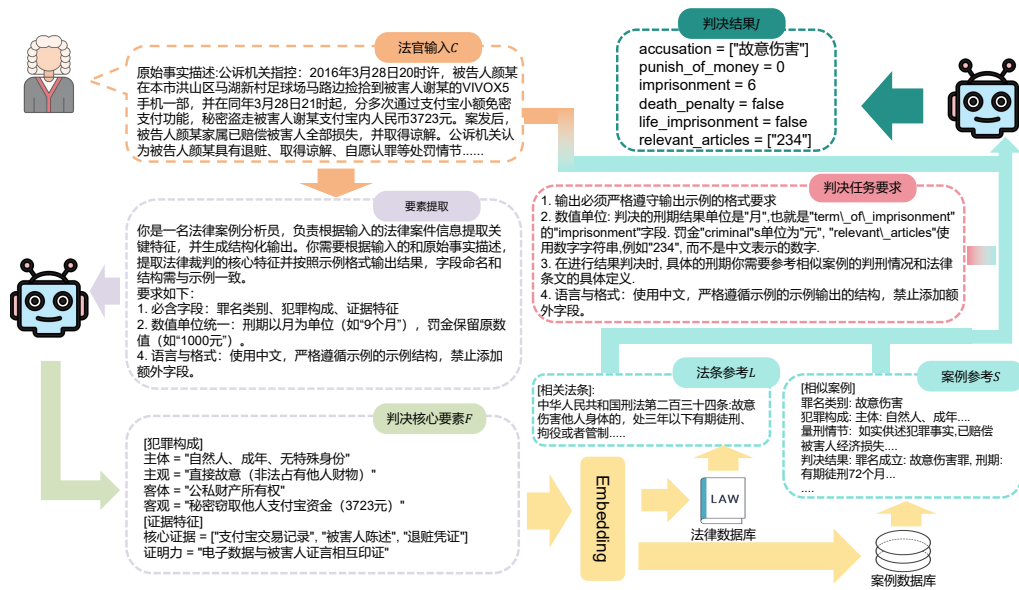 法官输入C
原始事实描述:公诉机关指控：2016年3月28日20时许，被告人颜某
在本市洪山区马湖新村足球场马路边捡拾到被害人谢某的VIVOX5
手机一部，并在同年3月28日21时起，分多次通过支付宝小额免密
支付功能，秘密盗走被害人谢某支付宝内人民币3723元。案发后，
被告人颜某家属已赔偿被害人全部损失，并取得谅解。公诉机关认
为被告人颜某具有退赃、取得谅解、自愿认罪等处罚情节......
判决结果J
accusation = ["故意伤害"]
punish_of_money = 0
imprisonment = 6
death_penalty = false
life_imprisonment = false
relevant_articles = ["234"]
要素提取
你是一名法律案例分析员，负责根据输入的法律案件信息提取关
键特征，并生成结构化输出。你需要根据输入的和原始事实描述，
提取法律裁判的核心特征并按照示例格式输出结果，字段命名和
结构需与示例一致。
要求如下：
1. 必含字段：罪名类别、犯罪构成、证据特征
2. 数值单位统一：刑期以月为单位（如“9个月”），罚金保留原数
值（如“1000元”）。
4. 语言与格式：使用中文，严格遵循示例的示例结构，禁止添加
额外字段。
判决任务要求
1. 输出必须严格遵守输出示例的格式要求
2. 数值单位: 判决的刑期结果单位是"月",也就是"term\_of\_imprisonment"
的"imprisonment"字段. 罚金"criminal"s单位为"元", "relevant\_articles"使
用数字字符串,例如"234", 而不是中文表示的数字.
3. 在进行结果判决时, 具体的刑期你需要参考相似案例的判刑情况和法律
条文的具体定义.
4. 语言与格式：使用中文，严格遵循示例的示例输出的结构，禁止添加额
外字段。
判决核心要素F
[犯罪构成]
主体 = "自然人、成年、无特殊身份"
主观 = "直接故意（非法占有他人财物）"
客体 = "公私财产所有权"
客观 = "秘密窃取他人支付宝资金（3723元）"
[证据特征]
核心证据 = ["支付宝交易记录", "被害人陈述", "退赃凭证"]
证明力 = "电子数据与被害人证言相互印证"
Embedding
法条参考L
[相关法条]:
中华人民共和国刑法第二百三十四条:故意
伤害他人身体的，处三年以下有期徒刑、
拘役或者管制.....
LAW
法律数据库
案例参考S
[相似案例]
罪名类别: 故意伤害
犯罪构成: 主体: 自然人、成年....
量刑情节: 如实供述犯罪事实,已赔偿
被害人经济损失....
判决结果: 罪名成立: 故意伤害罪, 刑期:
有期徒刑72个月...
....
案例数据库